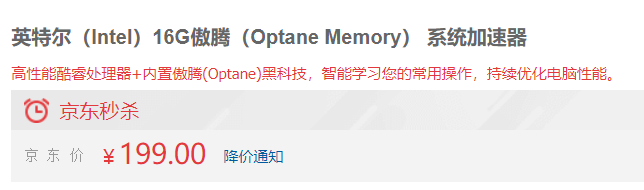 英特尔（Intel）16G傲腾（Optane Memory） 系统加速器
高性能酷睿处理器+内置傲腾(Optane)黑科技，智能学习您的常用操作，持续优化电脑性能。
京东秒杀
京 东 价 ￥199.00 降价通知